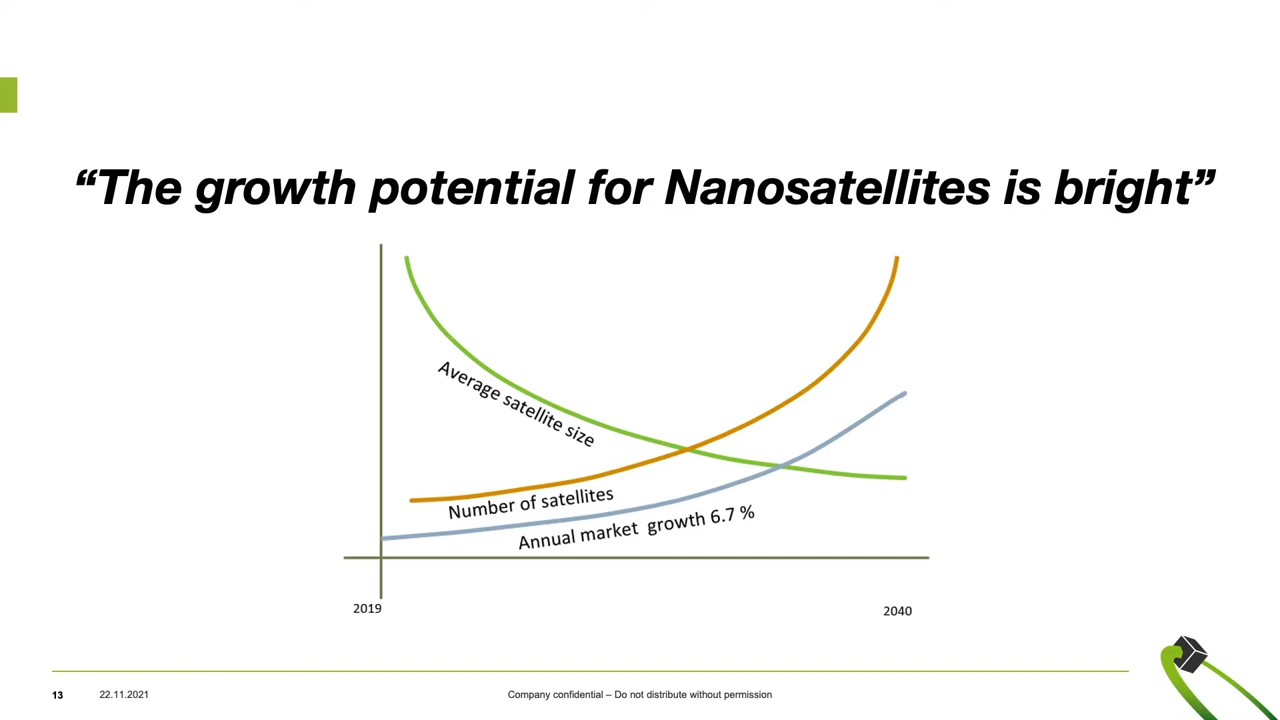 “The growth potential for Nanosatellites is bright”
Average satellite size
Number of satellites
Annual market growth 6.7 %
2019
2040
13
22.11.2021
Company confidential – Do not distribute without permission